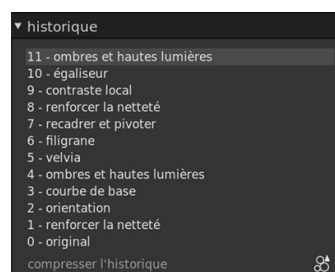 historique
11 - ombres et hautes lumières
10 - égaliseur
9 - contraste local
8 - renforcer la netteté
7 - recadrer et pivoter
6 - filigrane
5 - velvia
4 - ombres et hautes lumières
3 - courbe de base
2 - orientation
1 - renforcer la netteté
0 - original
compresser l'historique